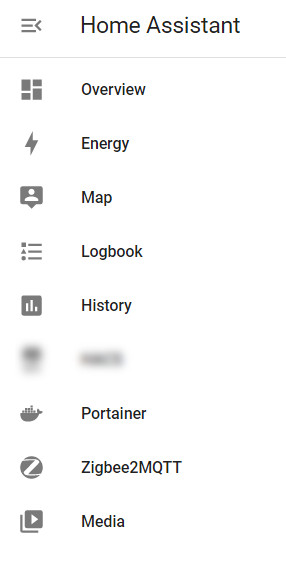 Home Assistant
Overview
Energy
Map
Logbook
History
Portainer
Zigbee2MQTT
Media